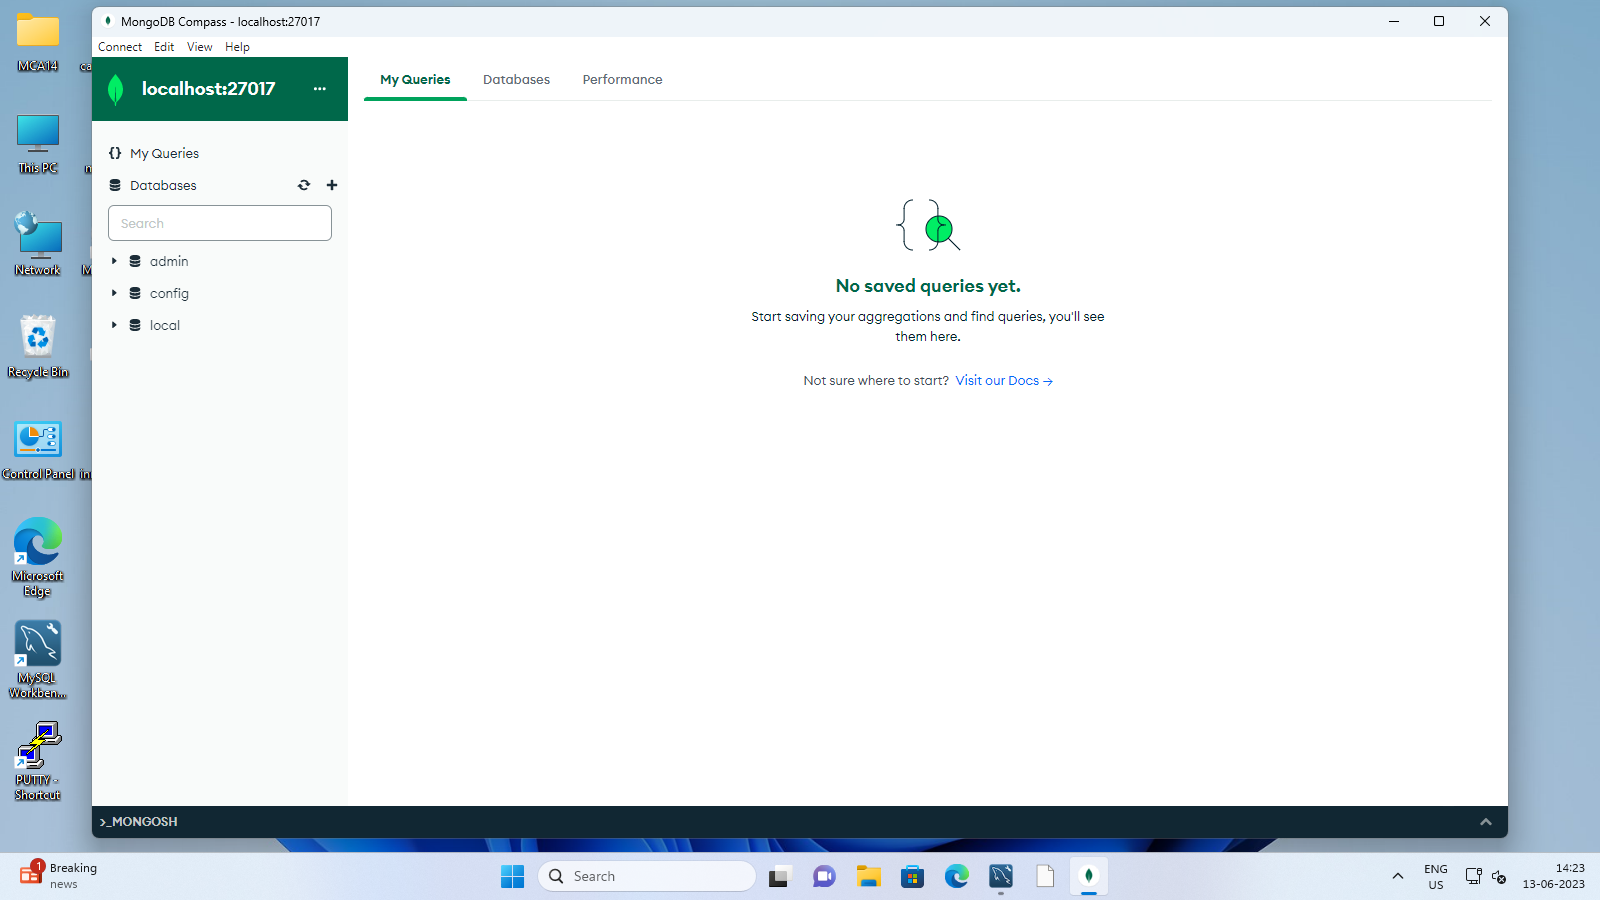 MCA14
This PC
Network
Recycle Bin
Control Panel
Microsoft
Edge
MySQL
Workben...
PUTTY -
Shortcut
MongoDB Compass - localhost:27017
Connect Edit View Help
localhost:27017
My Queries
Databases
Search
admin
config
local
My Queries Databases Performance
No saved queries yet.
Start saving your aggregations and find queries, you'll see
them here.
Not sure where to start? Visit our Docs →
>_MONGOSH
1
Breaking
news
Search
ENG
US
14:23
13-06-2023